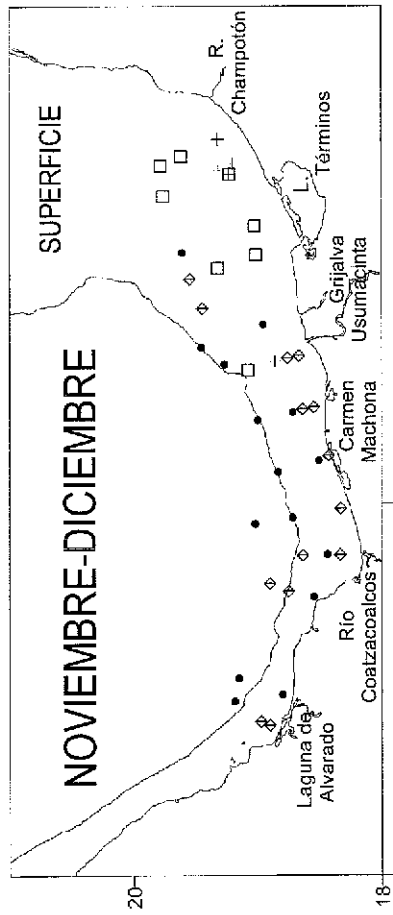 NOVIEMBRE-DICIEMBRE
SUPERFICIE
R.
Champotón
L.
Términos
Grijalva
Usumacinta
Carmen
Machona
Río
Coatzacoalcos
Laguna de
Alvarado
20
18